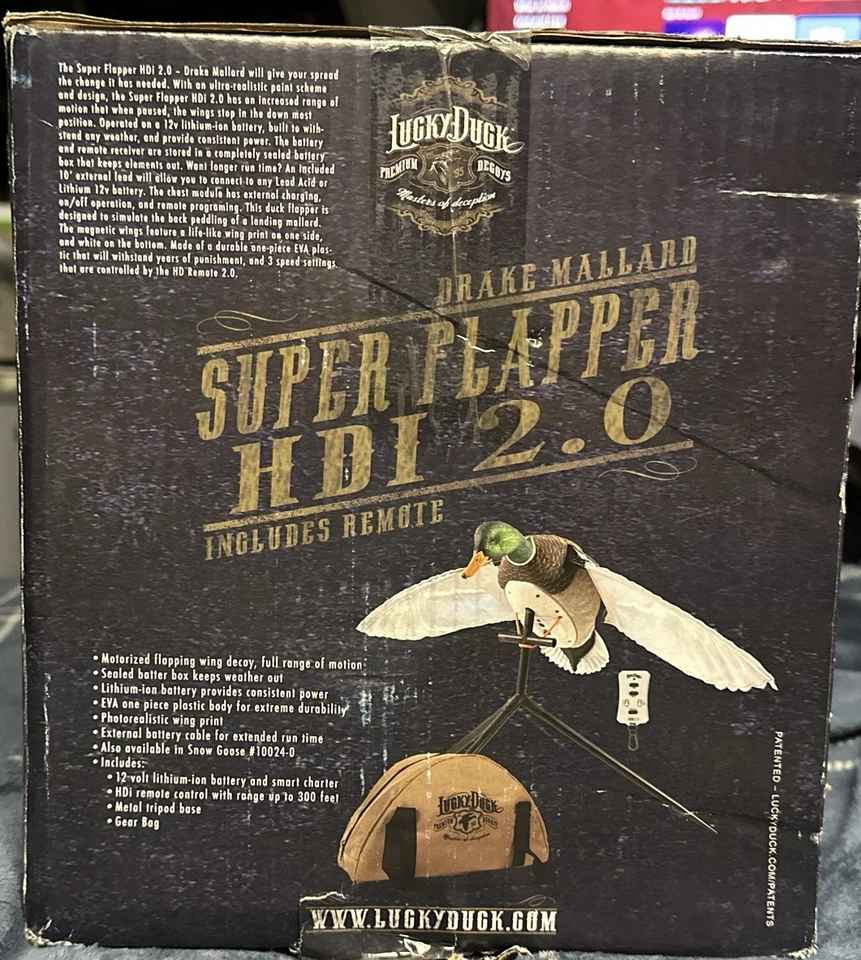 The Super Flapper HDi 2.0 – Drake Mallard will give your spread
the change it has needed. With an ultra-realistic paint scheme
and design, the Super Flapper HDi 2.0 has an increased range of
motion that when paused, the wings stop in the down most
position. Operated on a 12v lithium-ion battery, built to with-
stand any weather, and provide consistent power. The battery
and remote receiver are stored in a completely sealed battery
box that keeps elements out. Want longer run time? An included
10' external lead will allow you to connect to any Lead Acid or
Lithium 12v battery. The chest module has external charging,
on/off operation, and remote programing. This duck flapper is
designed to simulate the back peddling of a landing mallard.
The magnetic wings feature a life-like wing print on one side,
and white on the bottom. Made of a durable one-piece EVA plas-
tic that will withstand years of punishment, and 3 speed settings
that are controlled by the HD Remote 2.0.
LUCKY DUCK
PREMIUM DECOYS
Masters of deception
DRAKE MALLARD
SUPER FLAPPER
HDI 2.0
INCLUDES REMOTE
• Motorized flapping wing decoy, full range of motion
• Sealed batter box keeps weather out
• Lithium-ion battery provides consistent power
• EVA one piece plastic body for extreme durability
• Photorealistic wing print
• External battery cable for extended run time
• Also available in Snow Goose #10024-0
• Includes:
• 12 volt lithium-ion battery and smart charter
• HDi remote control with range up to 300 feet
• Metal tripod base
• Gear Bag
LUCKY DUCK
PREMIUM DECOYS
Masters of deception
PATENTED – LUCKYDUCK.COM/PATENTS
WWW.LUCKYDUCK.COM